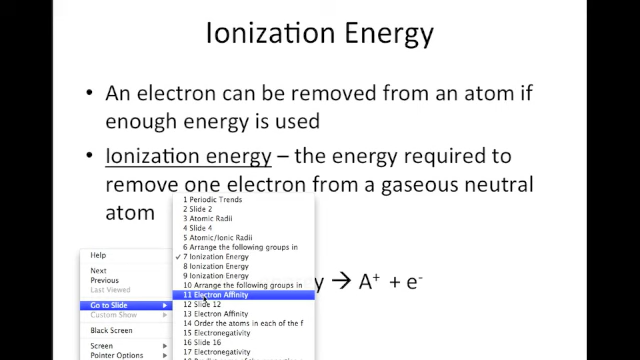 Ionization Energy
• An electron can be removed from an atom if
enough energy is used
• Ionization energy – the energy required to
remove one electron from a gaseous neutral
atom
y → A⁺ + e⁻
Help
Next
Previous
Last Viewed
Go to Slide
Custom Show
Black Screen
Screen
Pointer Options
1 Periodic Trends
2 Slide 2
3 Atomic Radii
4 Slide 4
5 Atomic/Ionic Radii
6 Arrange the following groups in
✓ 7 Ionization Energy
8 Ionization Energy
9 Ionization Energy
10 Arrange the following groups in
11 Electron Affinity
12 Slide 12
13 Electron Affinity
14 Order the atoms in each of the f
15 Electronegativity
16 Slide 16
17 Electronegativity